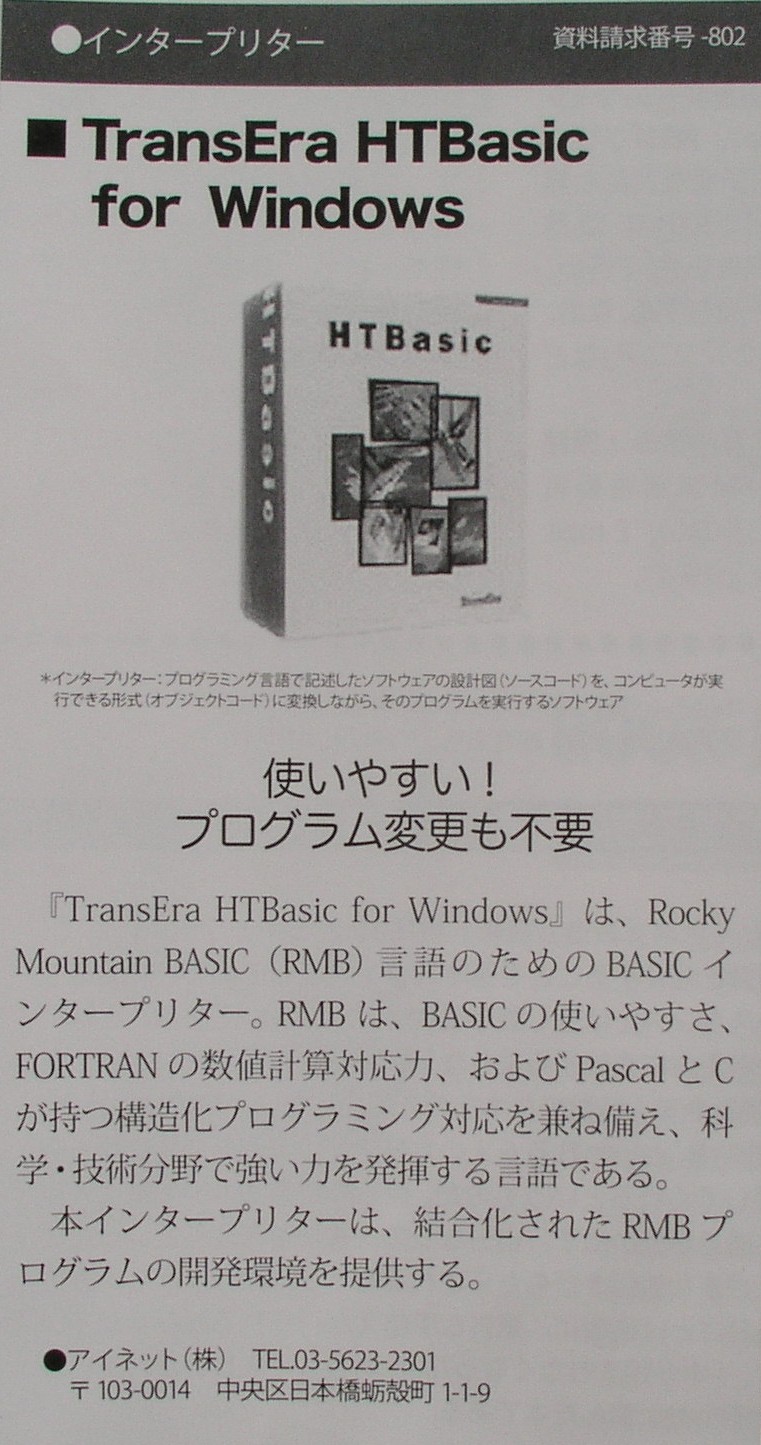 ●インタープリター
資料請求番号-802
■ TransEra HTBasic
for Windows
HTBasic
HTBasic
TransEra
＊インタープリター：プログラミング言語で記述したソフトウェアの設計図（ソースコード）を、コンピュータが実
行できる形式（オブジェクトコード）に変換しながら、そのプログラムを実行するソフトウェア
使いやすい！
プログラム変更も不要
『TransEra HTBasic for Windows』は、Rocky
Mountain BASIC（RMB）言語のためのBASICイ
ンタープリター。RMBは、BASICの使いやすさ、
FORTRANの数値計算対応力、およびPascalとC
が持つ構造化プログラミング対応を兼ね備え、科
学・技術分野で強い力を発揮する言語である。
本インタープリターは、結合化されたRMBプ
ログラムの開発環境を提供する。
●アイネット（株） TEL.03-5623-2301
〒103-0014 中央区日本橋蛎殻町1-1-9